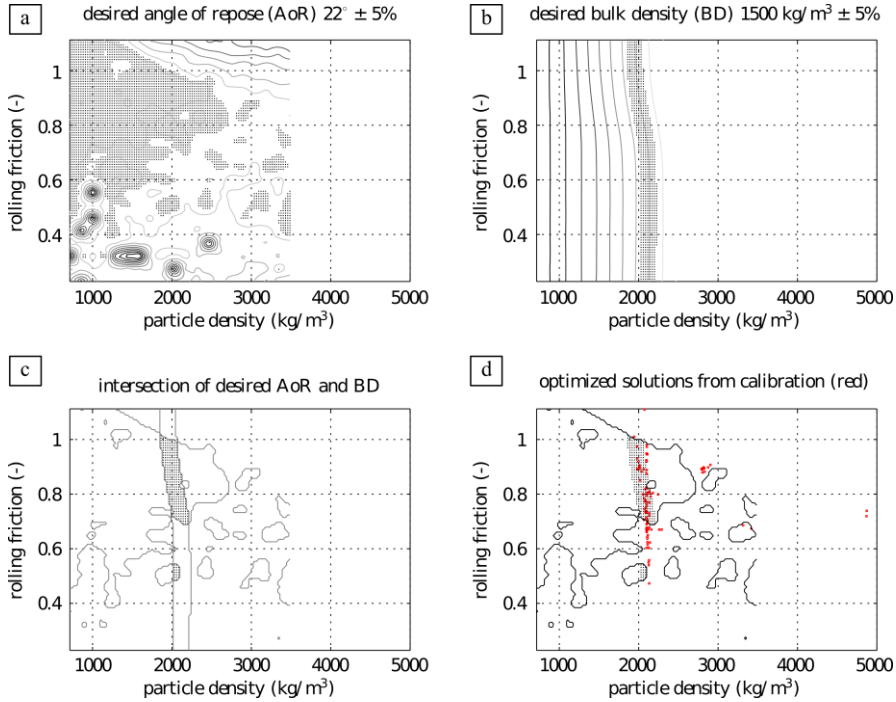 a
desired angle of repose (AoR) 22° ± 5%
rolling friction (-)
1
0.8
0.6
0.4
1000 2000 3000 4000 5000
particle density (kg/m³)
b
desired bulk density (BD) 1500 kg/m³ ± 5%
rolling friction (-)
1
0.8
0.6
0.4
1000 2000 3000 4000 5000
particle density (kg/m³)
c
intersection of desired AoR and BD
rolling friction (-)
1
0.8
0.6
0.4
1000 2000 3000 4000 5000
particle density (kg/m³)
d
optimized solutions from calibration (red)
rolling friction (-)
1
0.8
0.6
0.4
1000 2000 3000 4000 5000
particle density (kg/m³)